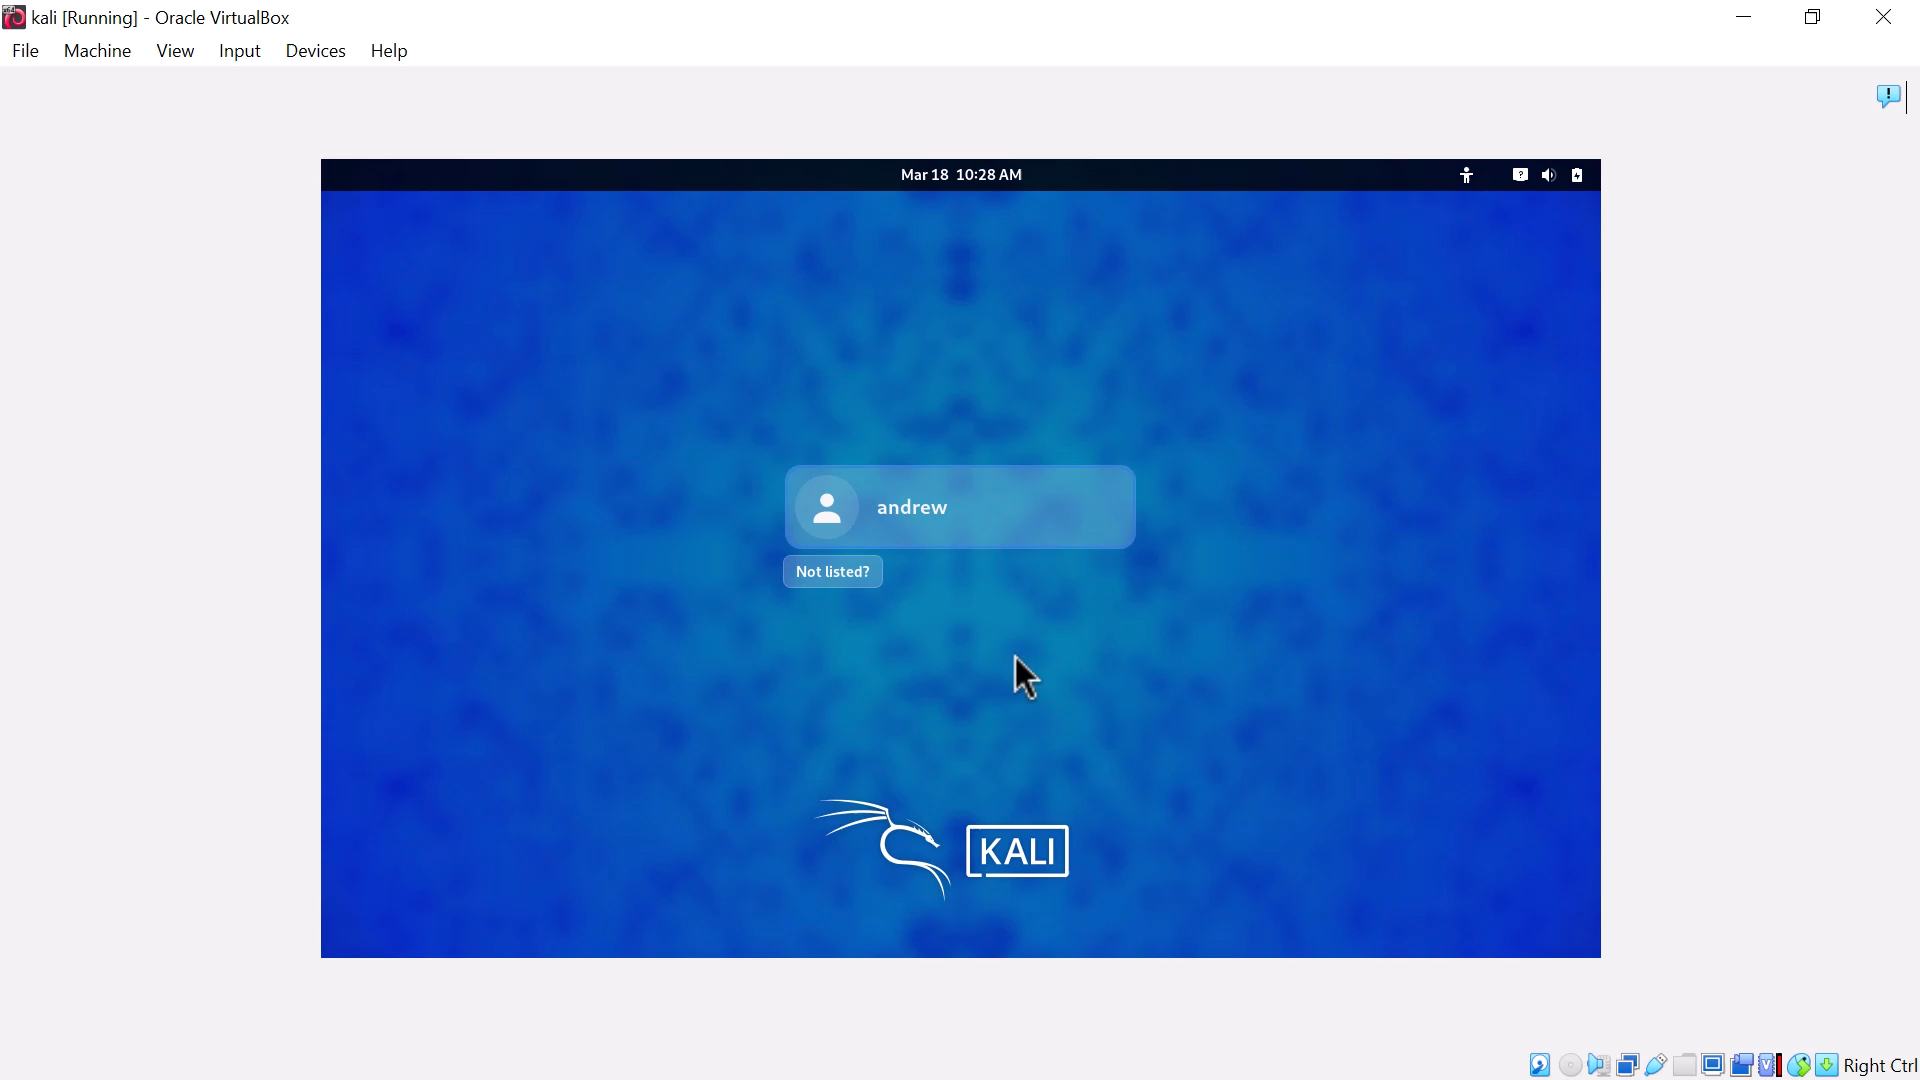 kali [Running] - Oracle VirtualBox
File Machine View Input Devices Help
Mar 18 10:28 AM
andrew
Not listed?
KALI
Right Ctrl